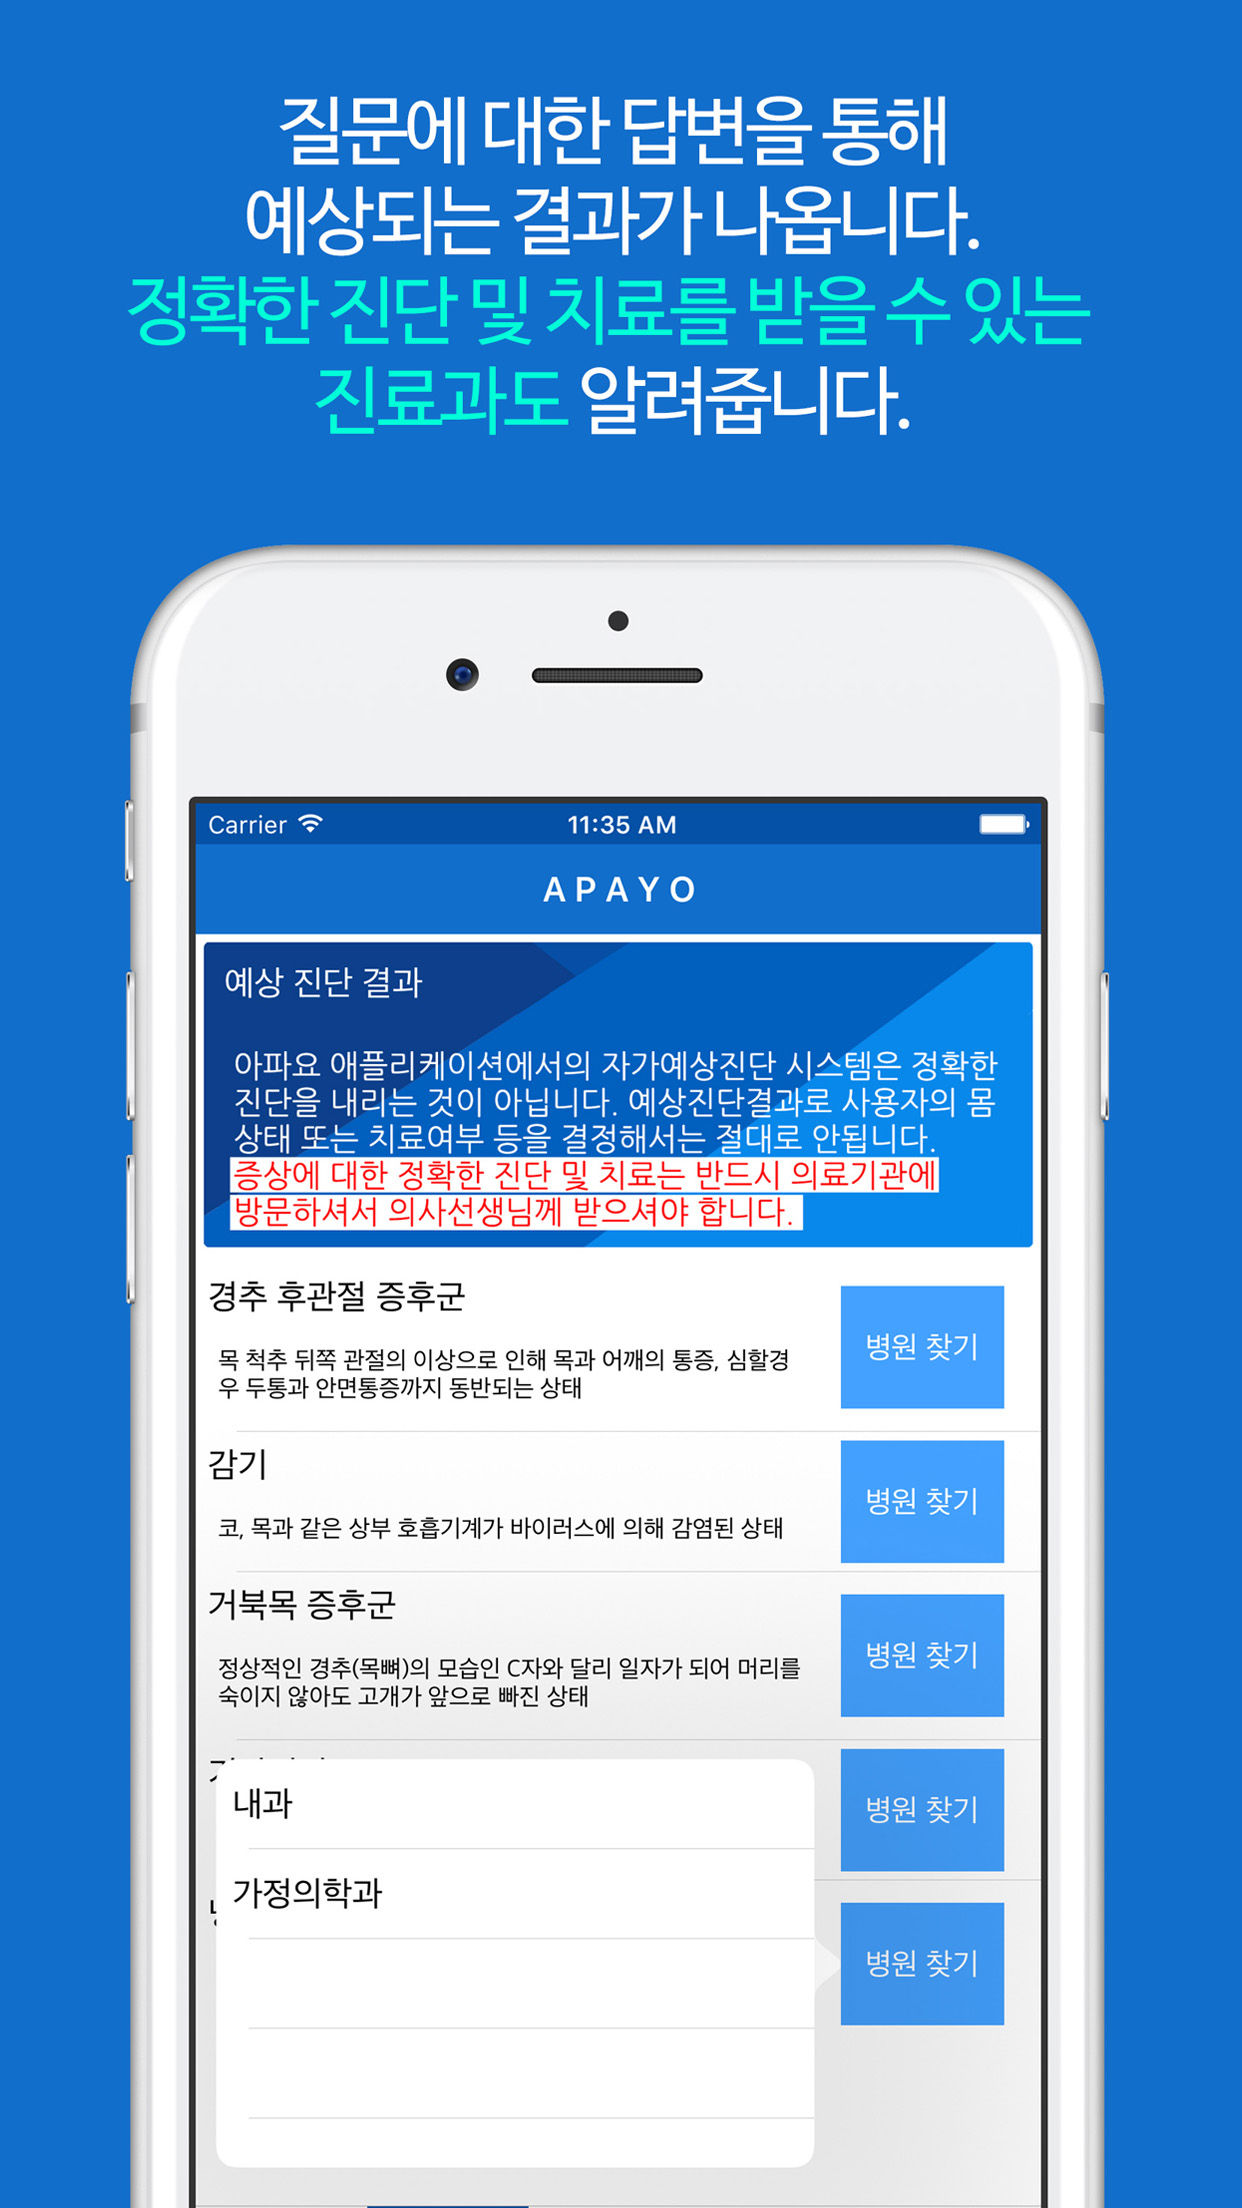 질문에 대한 답변을 통해
예상되는 결과가 나옵니다.
정확한 진단 및 치료를 받을 수 있는
진료과도 알려줍니다.
Carrier
11:35 AM
APAYO
예상 진단 결과
아파요 애플리케이션에서의 자가예상진단 시스템은 정확한
진단을 내리는 것이 아닙니다. 예상진단결과로 사용자의 몸
상태 또는 치료여부 등을 결정해서는 절대로 안됩니다.
증상에 대한 정확한 진단 및 치료는 반드시 의료기관에
방문하셔서 의사선생님께 받으셔야 합니다.
경추 후관절 증후군
목 척추 뒤쪽 관절의 이상으로 인해 목과 어깨의 통증, 심할경
우 두통과 안면통증까지 동반되는 상태
병원 찾기
감기
코, 목과 같은 상부 호흡기계가 바이러스에 의해 감염된 상태
병원 찾기
거북목 증후군
정상적인 경추(목뼈)의 모습인 C자와 달리 일자가 되어 머리를
숙이지 않아도 고개가 앞으로 빠진 상태
병원 찾기
내과
병원 찾기
가정의학과
병원 찾기